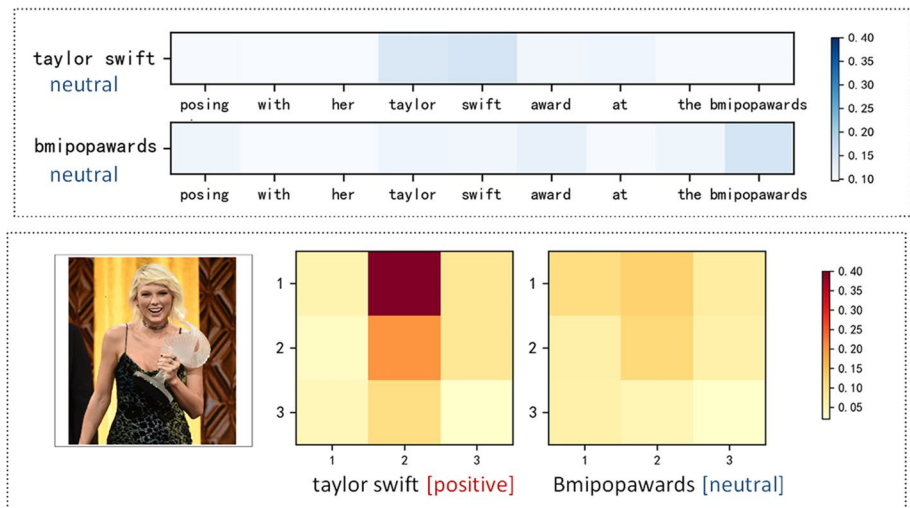 taylor swift
neutral
posing with her taylor swift award at the bmipopawards
bmipopawards
neutral
posing with her taylor swift award at the bmipopawards
0.40
0.35
0.30
0.25
0.20
0.15
0.10
1
2
3
1 2 3
taylor swift [positive]
1
2
3
1 2 3
Bmipopawards [neutral]
0.40
0.35
0.30
0.25
0.20
0.15
0.10
0.05